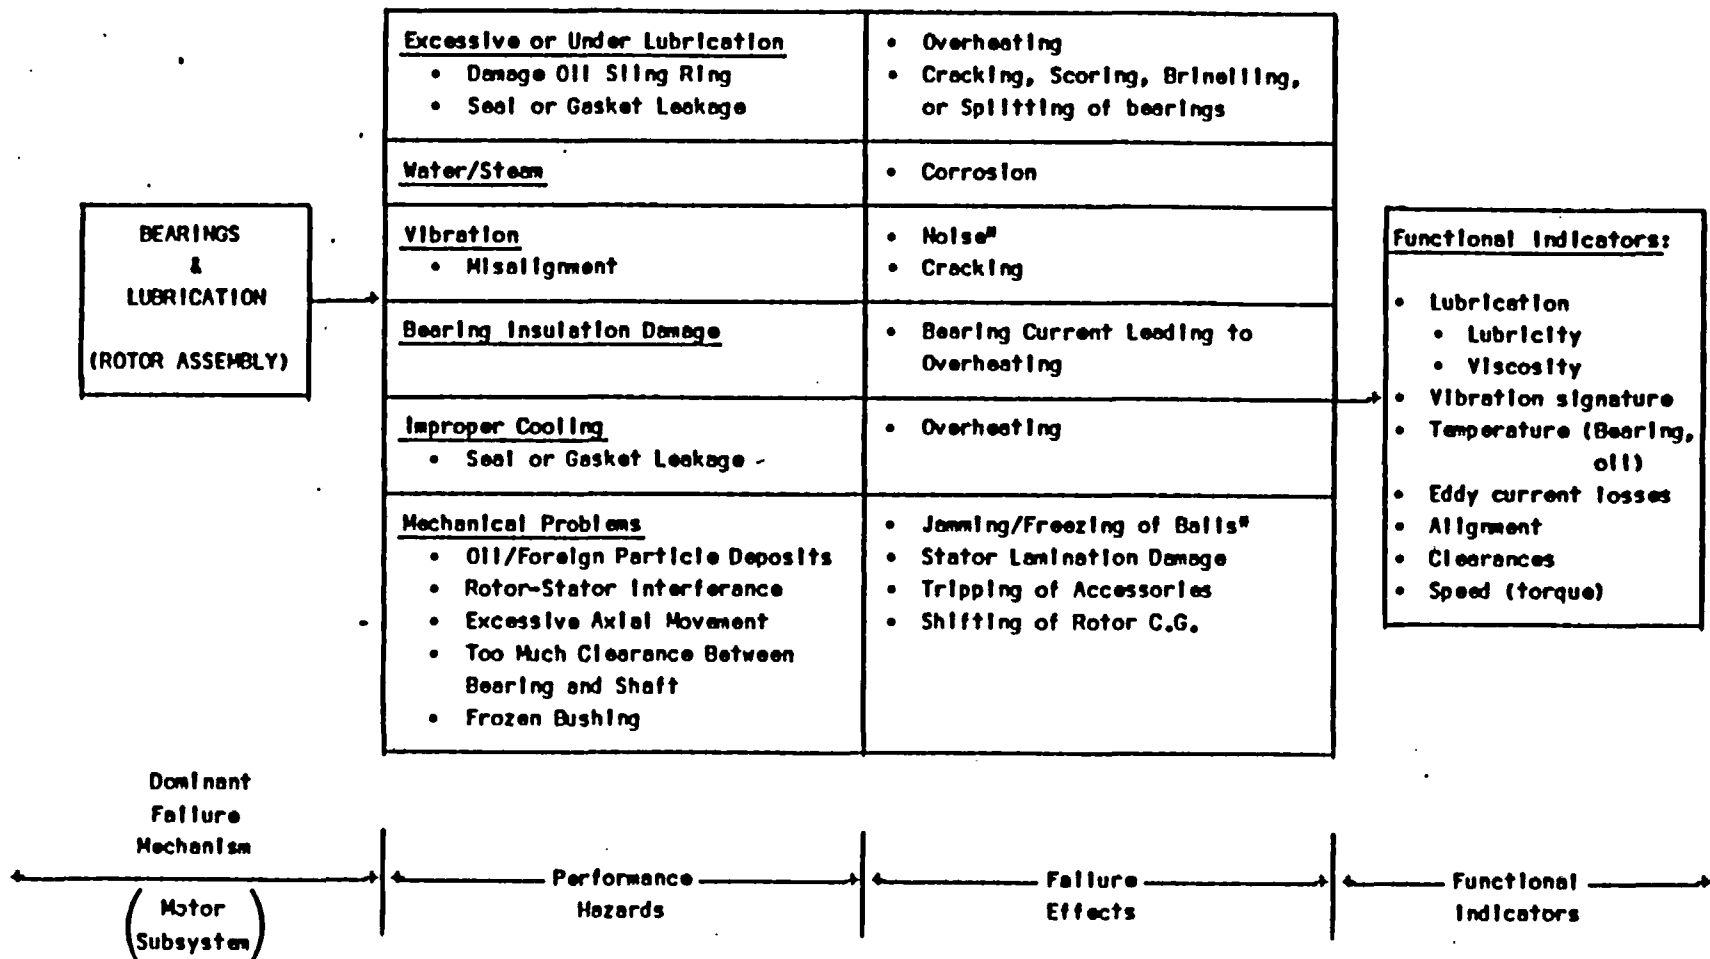 BEARINGS
&
LUBRICATION
(ROTOR ASSEMBLY)
Excessive or Under Lubrication
• Damage Oil Sling Ring
• Seal or Gasket Leakage
• Overheating
• Cracking, Scoring, Brinelling,
or Splitting of bearings
Water/Steam
• Corrosion
Vibration
• Misalignment
• Noise#
• Cracking
Bearing Insulation Damage
• Bearing Current Leading to
Overheating
Improper Cooling
• Seal or Gasket Leakage
• Overheating
Mechanical Problems
• Oil/Foreign Particle Deposits
• Rotor-Stator Interferance
• Excessive Axial Movement
• Too Much Clearance Between
Bearing and Shaft
• Frozen Bushing
• Jamming/Freezing of Balls#
• Stator Lamination Damage
• Tripping of Accessories
• Shifting of Rotor C.G.
Functional Indicators:
• Lubrication
• Lubricity
• Viscosity
• Vibration signature
• Temperature (Bearing,
oil)
• Eddy current losses
• Alignment
• Clearances
• Speed (torque)
Dominant
Failure
Mechanism
(Motor
Subsystem)
Performance
Hazards
Failure
Effects
Functional
Indicators